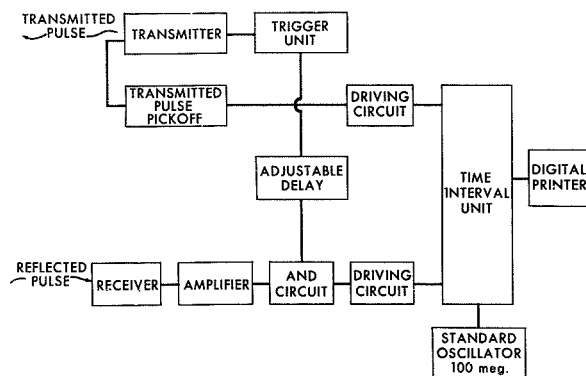 TRANSMITTED
PULSE
TRANSMITTER
TRIGGER
UNIT
TRANSMITTED
PULSE
PICKOFF
DRIVING
CIRCUIT
ADJUSTABLE
DELAY
TIME
INTERVAL
UNIT
DIGITAL
PRINTER
REFLECTED
PULSE
RECEIVER
AMPLIFIER
AND
CIRCUIT
DRIVING
CIRCUIT
STANDARD
OSCILLATOR
100 meg.